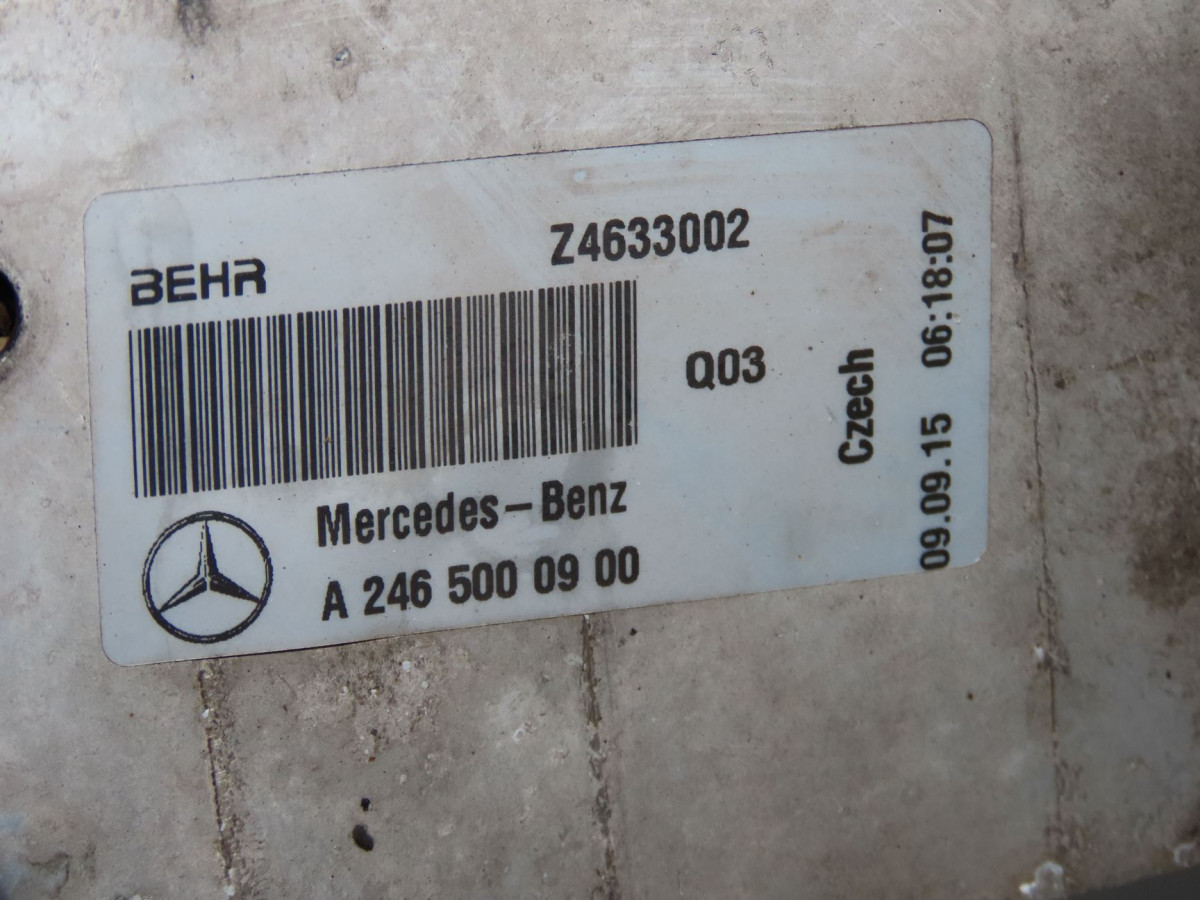 BEHR
Z4633002
Q03
Mercedes-Benz
A 246 500 09 00
Czech
09.09.15 06:18:07